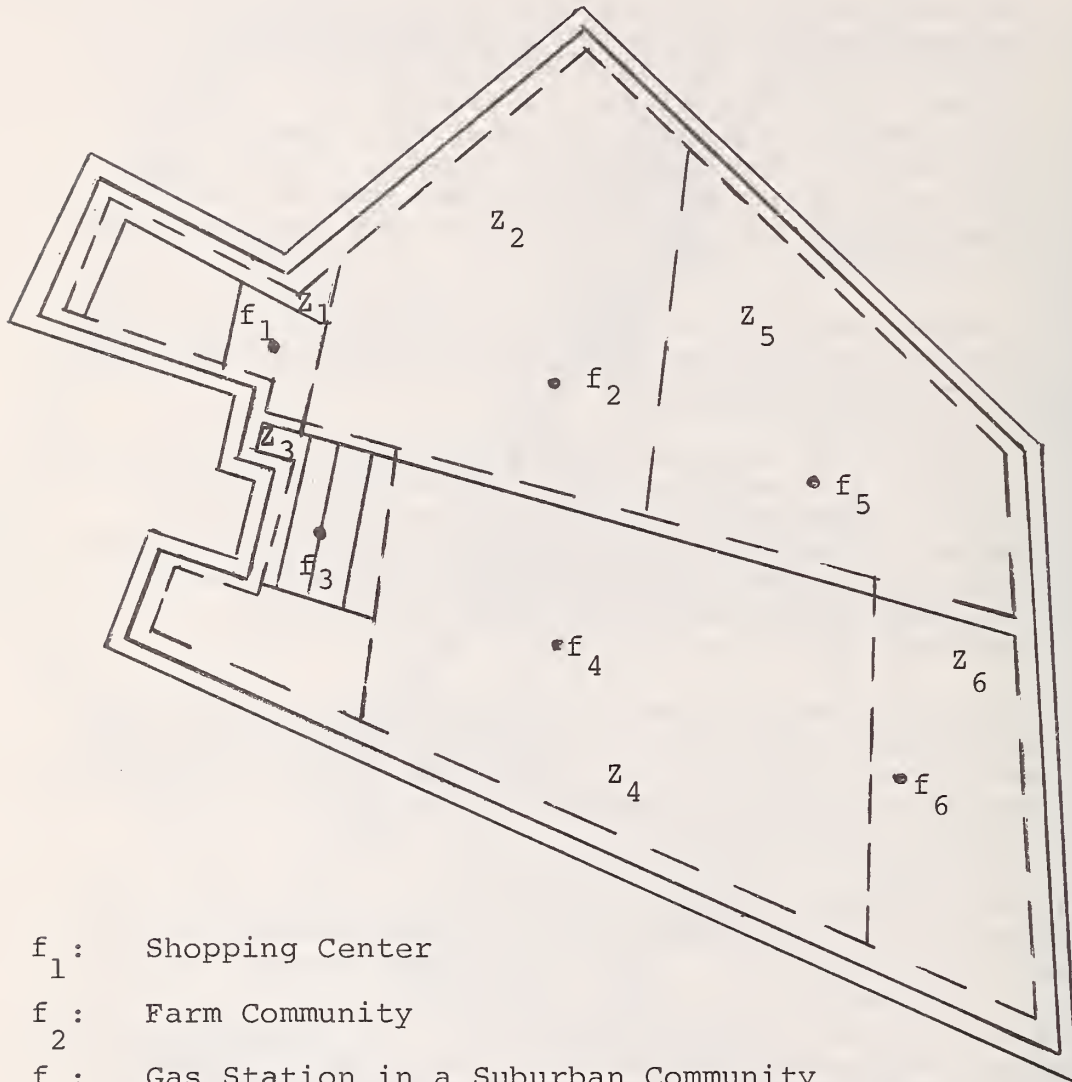 Z2
Z5
Z1
f1
f2
Z3
f5
f3
f4
Z6
Z4
f6
f1: Shopping Center
f2: Farm Community
f : Gas Station in a Suburban Community